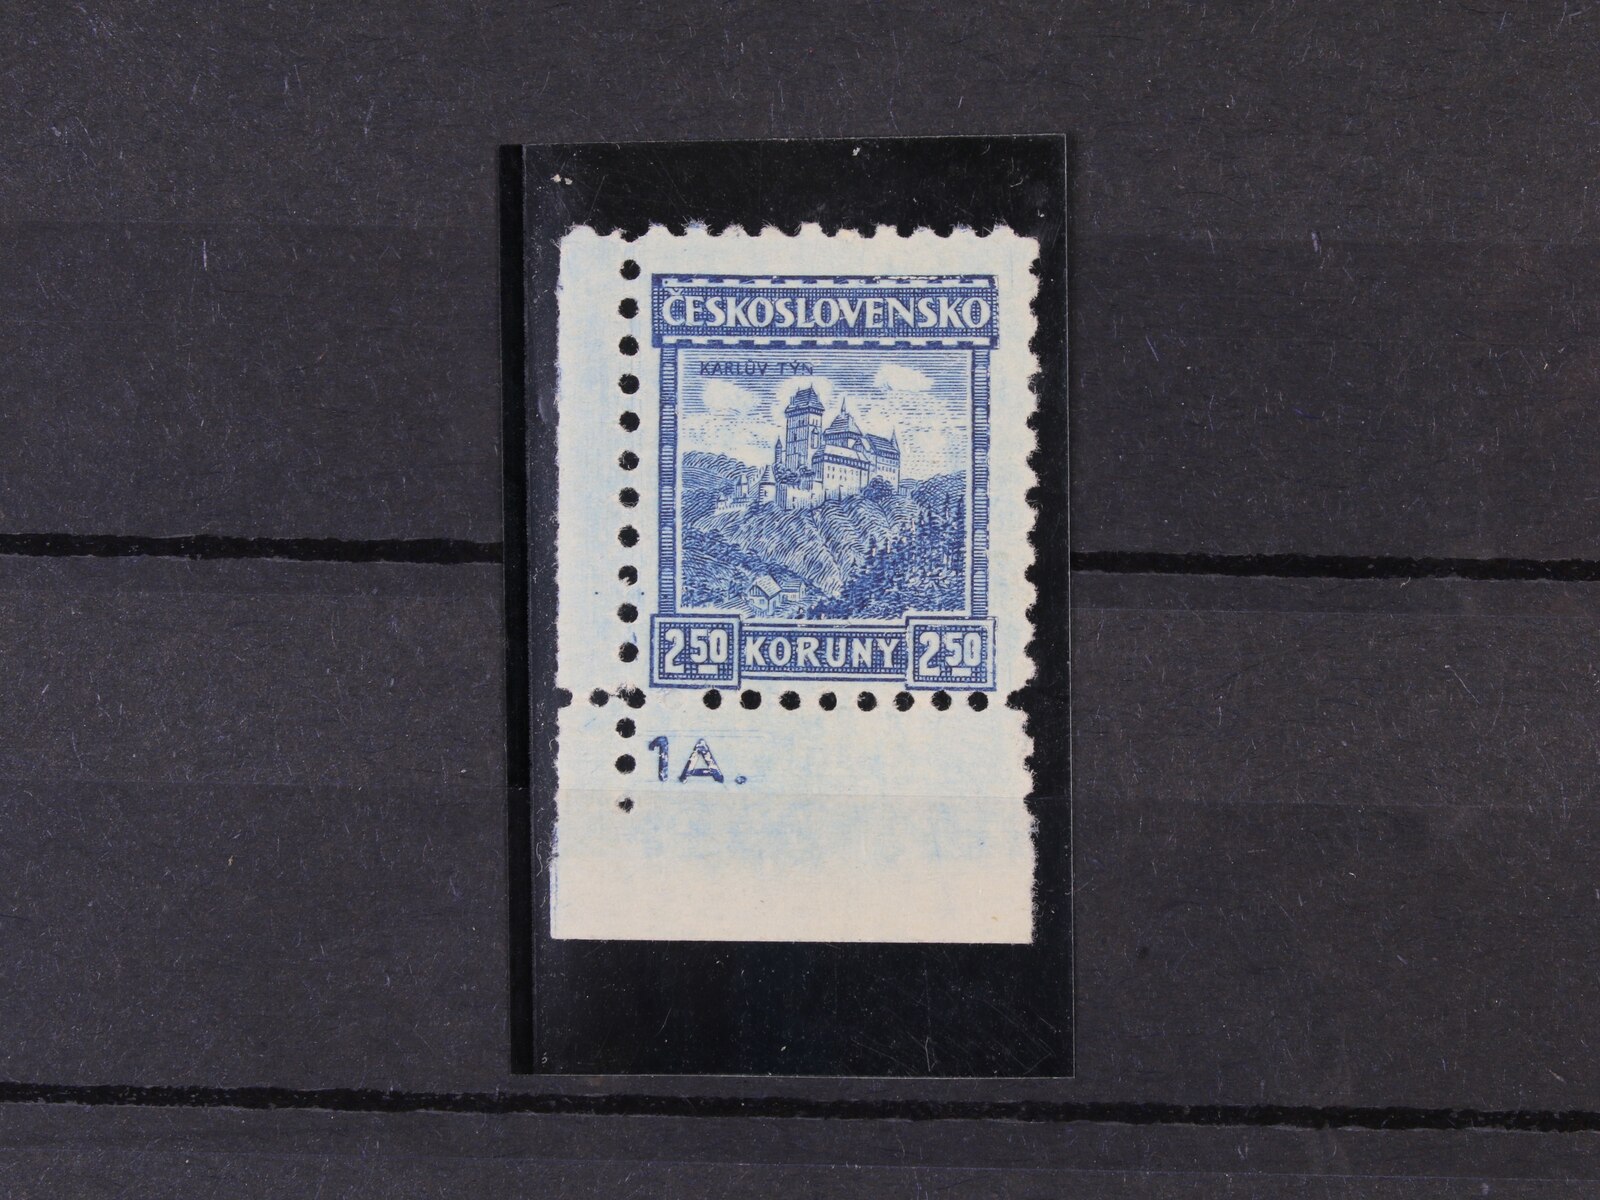 ČESKOSLOVENSKO
KARLŮV TÝN
2 50 KORUNY 2 50
1A.